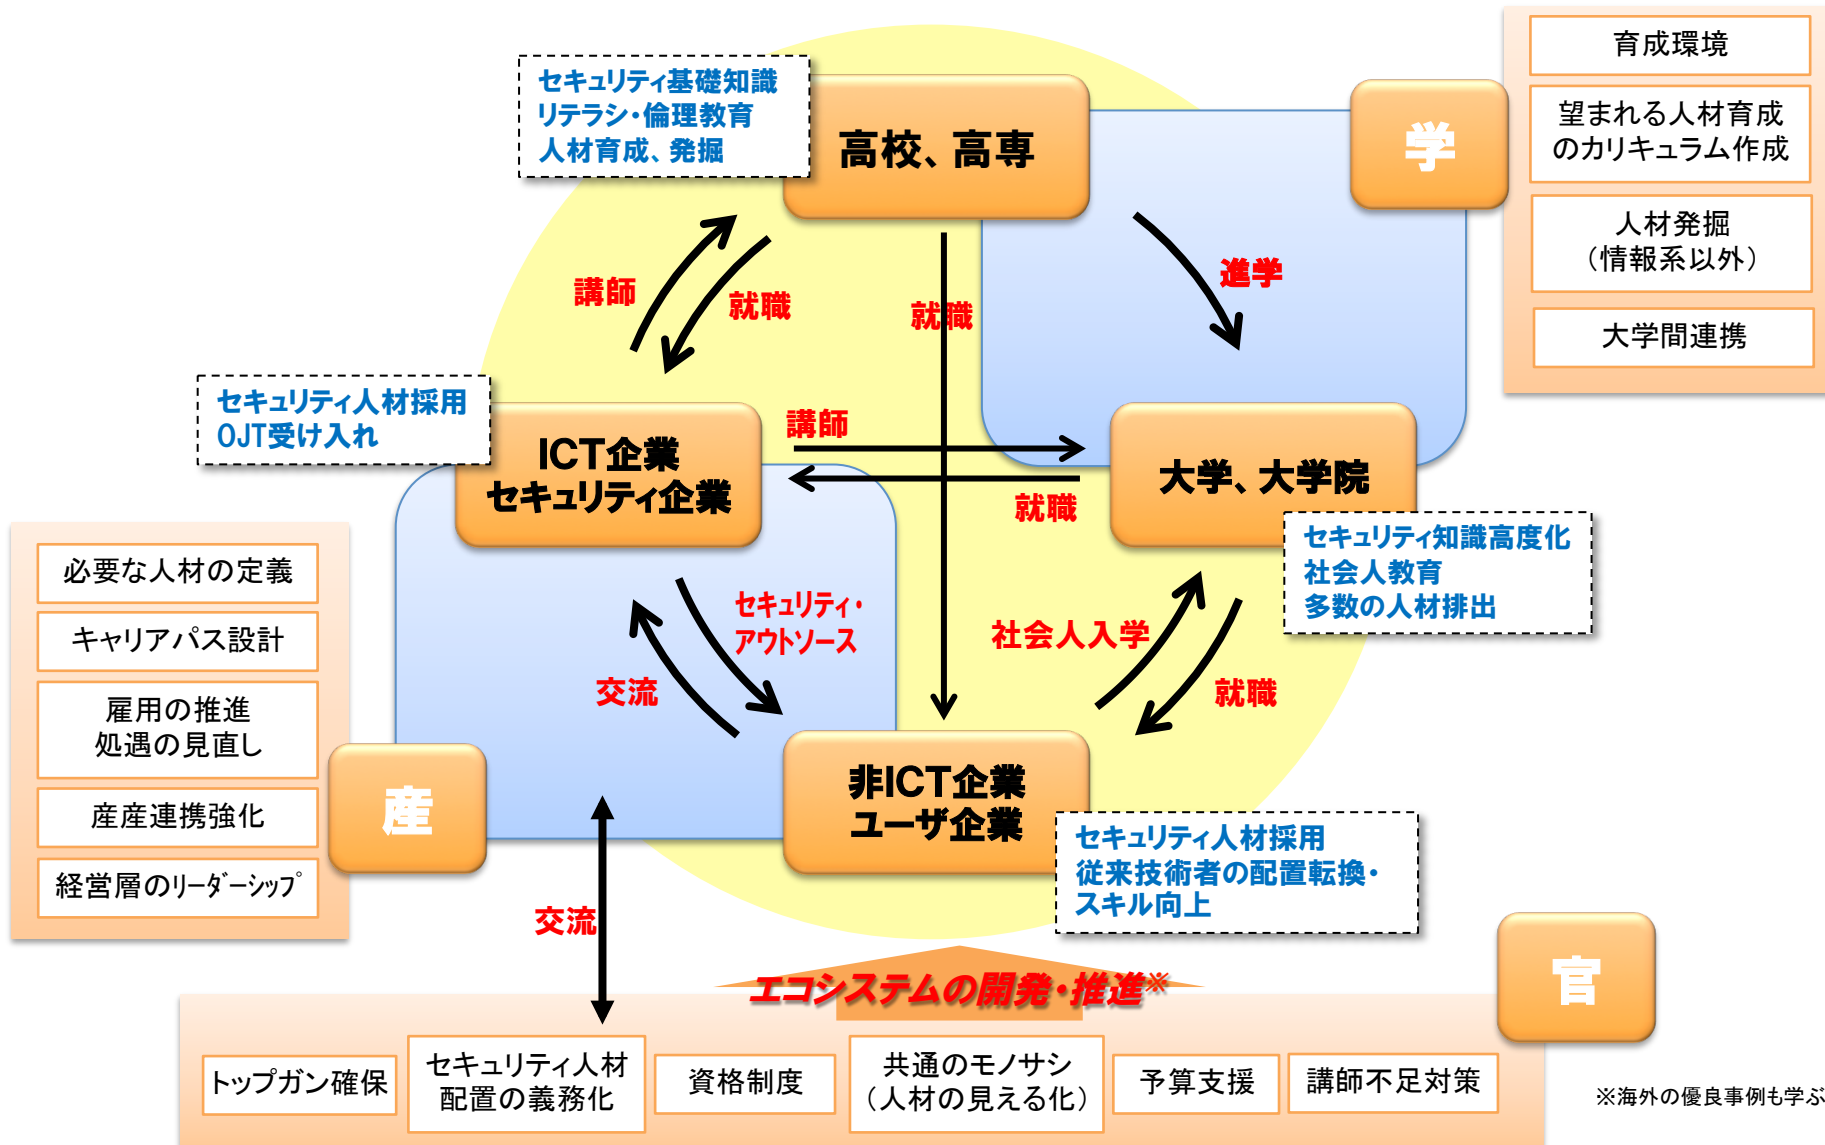 育成環境
セキュリティ基礎知識
リテラシ・倫理教育
人材育成、発掘
高校、高専
学
望まれる人材育成
のカリキュラム作成
人材発掘
（情報系以外）
大学間連携
講師
就職
就職
進学
セキュリティ人材採用
OJT受け入れ
ICT企業
セキュリティ企業
講師
就職
大学、大学院
セキュリティ知識高度化
社会人教育
多数の人材排出
必要な人材の定義
キャリアパス設計
雇用の推進
処遇の見直し
産産連携強化
経営層のリーダーシップ
産
セキュリティ・
アウトソース
交流
社会人入学
就職
非ICT企業
ユーザ企業
セキュリティ人材採用
従来技術者の配置転換・
スキル向上
交流
エコシステムの開発・推進※
官
トップガン確保
セキュリティ人材
配置の義務化
資格制度
共通のモノサシ
（人材の見える化）
予算支援
講師不足対策
※海外の優良事例も学ぶ